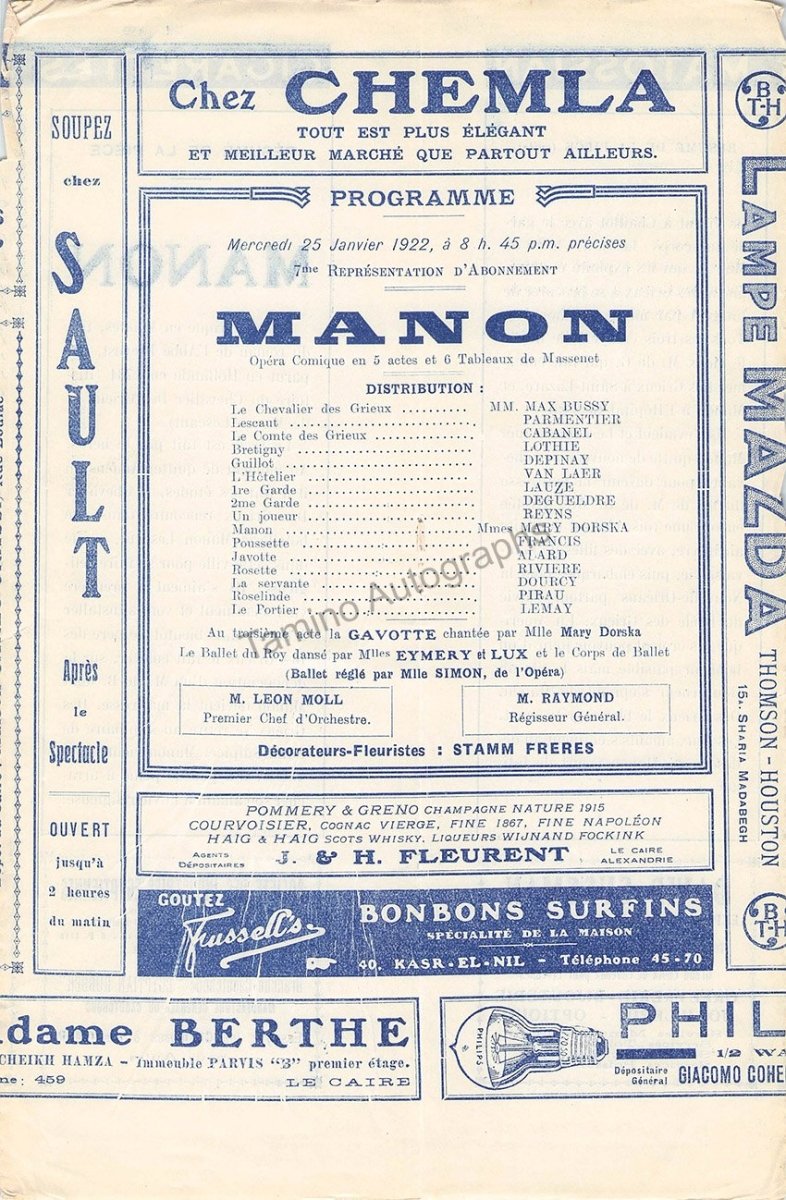 Chez CHEMLA
TOUT EST PLUS ÉLÉGANT
ET MEILLEUR MARCHÉ QUE PARTOUT AILLEURS.
SOUPEZ
chez
SAULT
Après
le
Spectacle
OUVERT
jusqu'à
2 heures
du matin
PROGRAMME
Mercredi 25 Janvier 1922, à 8 h. 45 p.m. précises
7me REPRÉSENTATION D'ABONNEMENT
MANON
Opéra Comique en 5 actes et 6 Tableaux de Massenet
DISTRIBUTION :
Le Chevalier des Grieux .......... MM. MAX BUSSY
Lescaut .......... PARMENTIER
Le Comte des Grieux .......... CABANEL
Bretigny .......... LOTHIE
Guillot .......... DEPINAY
L'Hôtelier .......... VAN LAER
1re Garde .......... LAUZE
2me Garde .......... DEGUELDRE
Un joueur .......... REYNS
Manon .......... Mmes MARY DORSKA
Poussette .......... FRANCIS
Javotte .......... ALARD
Rosette .......... RIVIERE
La servante .......... DOURCY
Roselinde .......... PIRAU
Le Portier .......... LEMAY
Au troisième acte la GAVOTTE chantée par Mlle Mary Dorska
Le Ballet du Roy dansé par Mlles EYMERY et LUX et le Corps de Ballet
(Ballet réglé par Mlle SIMON, de l'Opéra)
M. LEON MOLL
Premier Chef d'Orchestre.
M. RAYMOND
Régisseur Général.
Décorateurs-Fleuristes : STAMM FRERES
POMMERY & GRENO CHAMPAGNE NATURE 1915
COURVOISIER, COGNAC VIERGE, FINE 1867, FINE NAPOLÉON
HAIG & HAIG SCOTS WHISKY, LIQUEURS WIJNAND FOCKINK
AGENTS DÉPOSITAIRES J. & H. FLEURENT LE CAIRE ALEXANDRIE
GOUTEZ
Trussell's
BONBONS SURFINS
SPÉCIALITÉ DE LA MAISON
40, KASR-EL-NIL - Téléphone 45-70
BTH
LAMPE MAZDA
THOMSON-HOUSTON
15A. SHARIA MADABEGH
BTH
dame BERTHE
CHEIKH HAMZA - Immeuble PARVIS "B" premier étage.
ne: 459 LE CAIRE
PHILIPS
PHIL
1/2 WA
Dépositaire Général GIACOMO COHE
Tamino Autographs